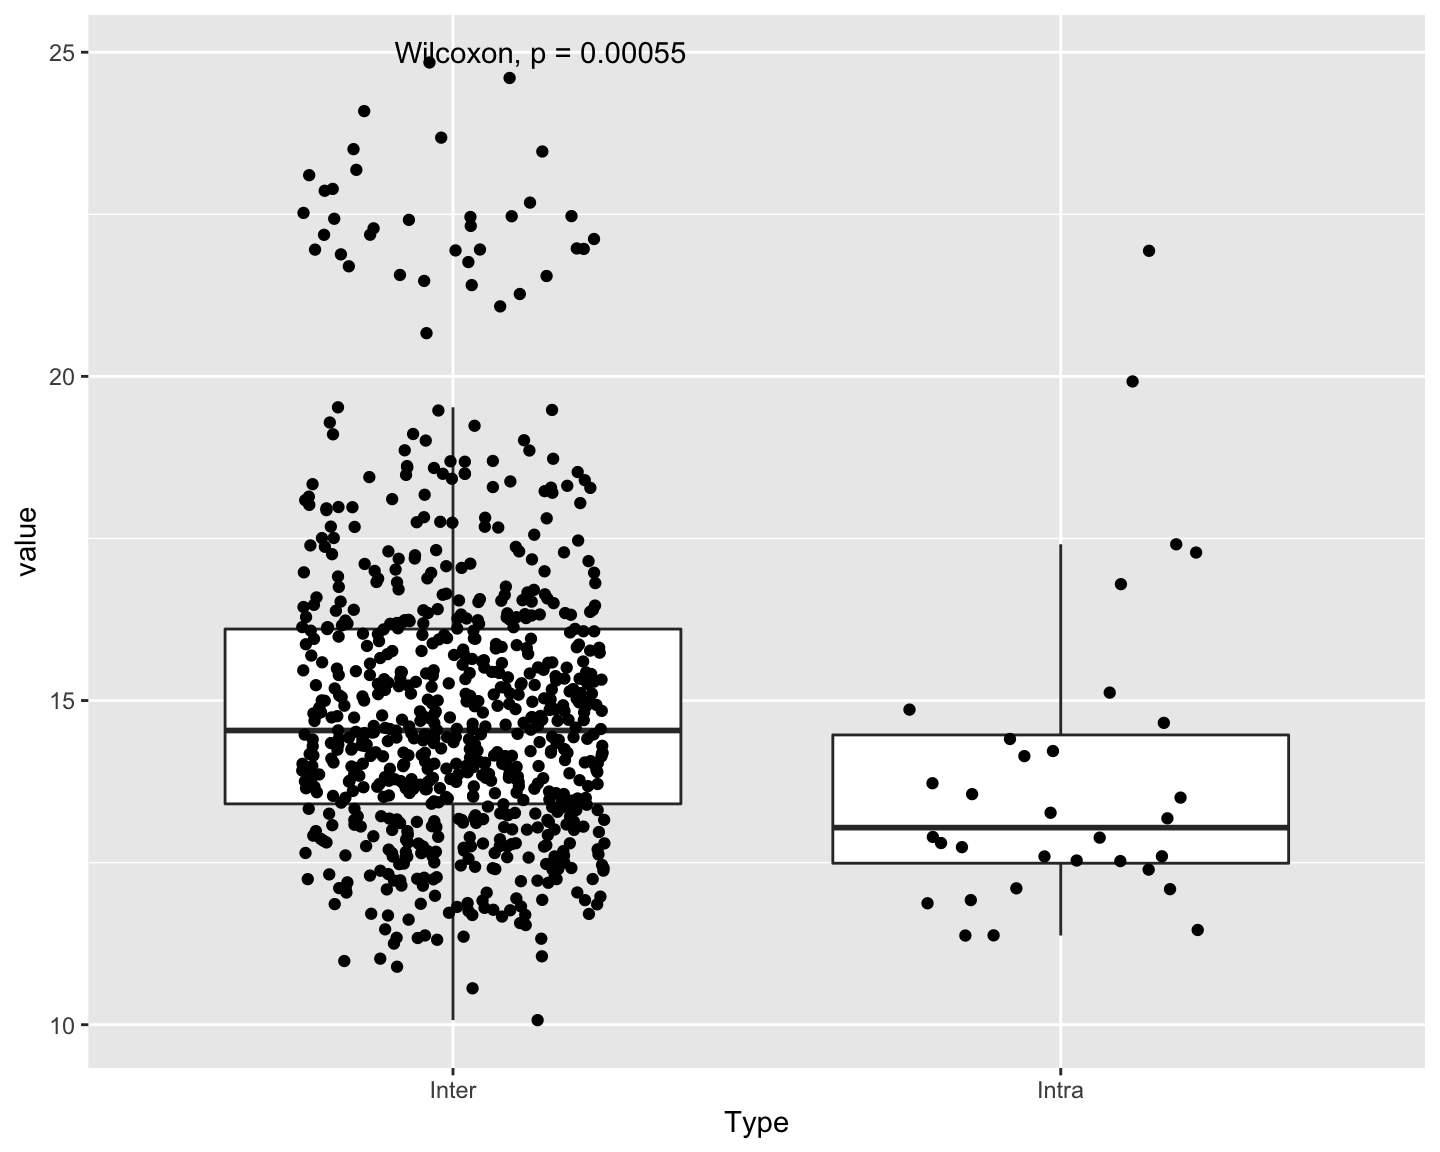 Wilcoxon, p = 0.00055
25
20
15
10
value
Inter
Intra
Type